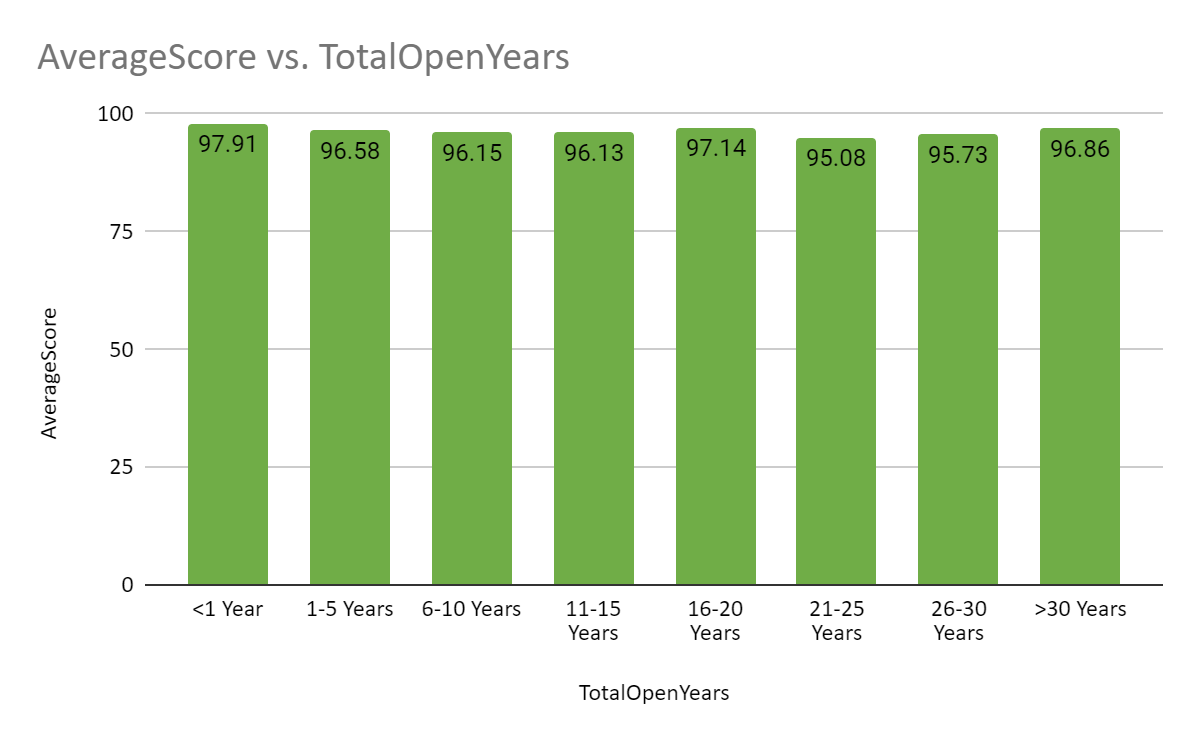 AverageScore vs. TotalOpenYears
100
75
50
25
0
AverageScore
97.91
96.58
96.15
96.13
97.14
95.08
95.73
96.86
<1 Year
1-5 Years
6-10 Years
11-15
Years
16-20
Years
21-25
Years
26-30
Years
>30 Years
TotalOpenYears